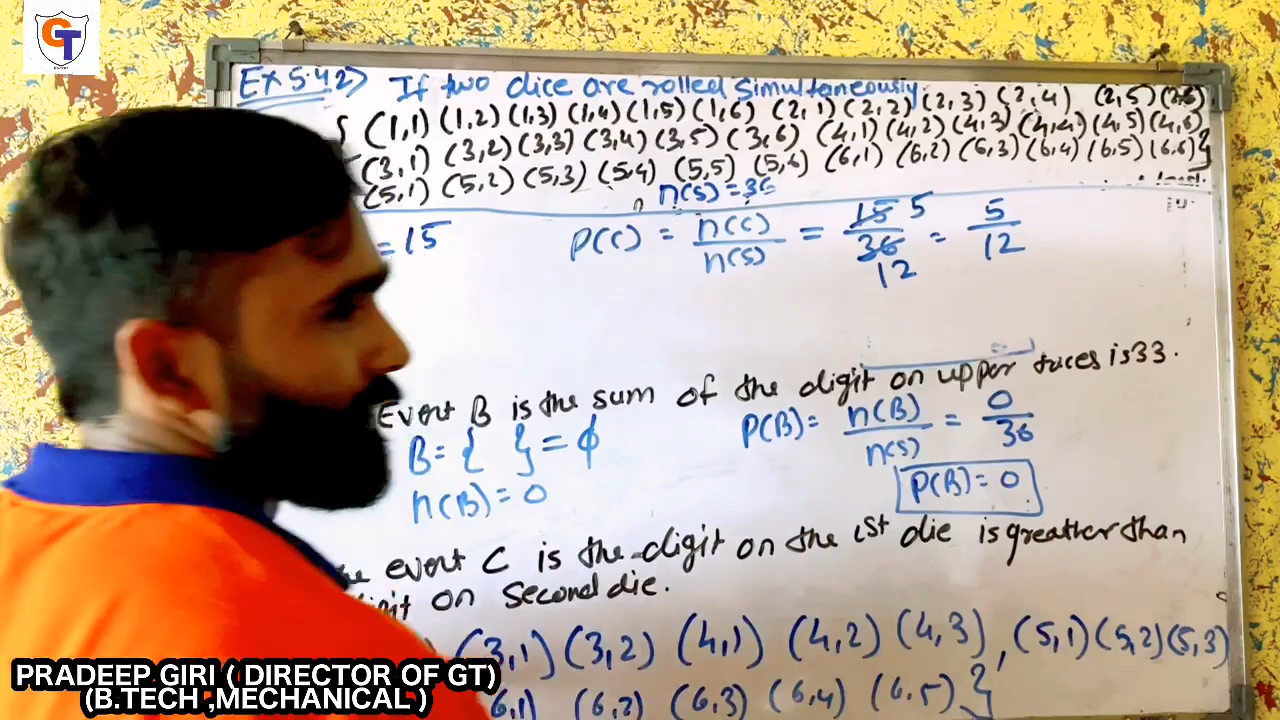 GT
EX 5.4 2) If two dice are rolled simultaneously
S (1,1) (1,2) (1,3) (1,4) (1,5) (1,6) (2,1) (2,2) (2,3) (2,4) (2,5) (2,6)
(3,1) (3,2) (3,3) (3,4) (3,5) (3,6) (4,1) (4,2) (4,3) (4,4) (4,5) (4,6)
(5,1) (5,2) (5,3) (5,4) (5,5) (5,6) (6,1) (6,2) (6,3) (6,4) (6,5) (6,6) }
n(S) = 36
= 15 P(C) = n(C)/n(S) = 15/36 5/12 = 5/12
Event B is the sum of the digit on upper faces is 33.
B = { } = ϕ P(B) = n(B)/n(S) = 0/36
n(B) = 0 P(B) = 0
event C is the digit on the 1st die is greather than
on second die.
(3,1) (3,2) (4,1) (4,2) (4,3), (5,1) (5,2) (5,3)
(6,1) (6,2) (6,3) (6,4) (6,5) }
PRADEEP GIRI ( DIRECTOR OF GT)
(B.TECH ,MECHANICAL )